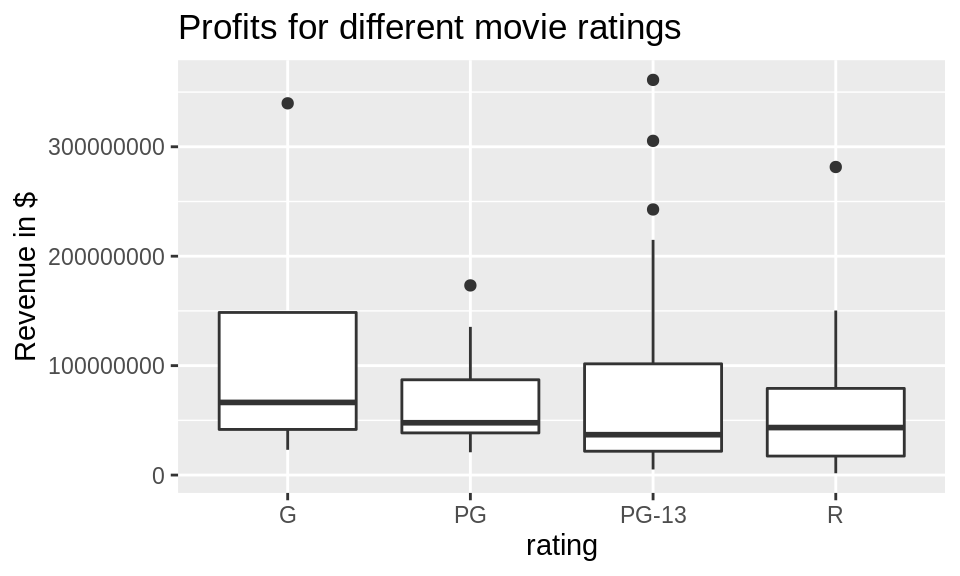 Profits for different movie ratings
Revenue in $
300000000
200000000
100000000
0
G PG PG-13 R
rating